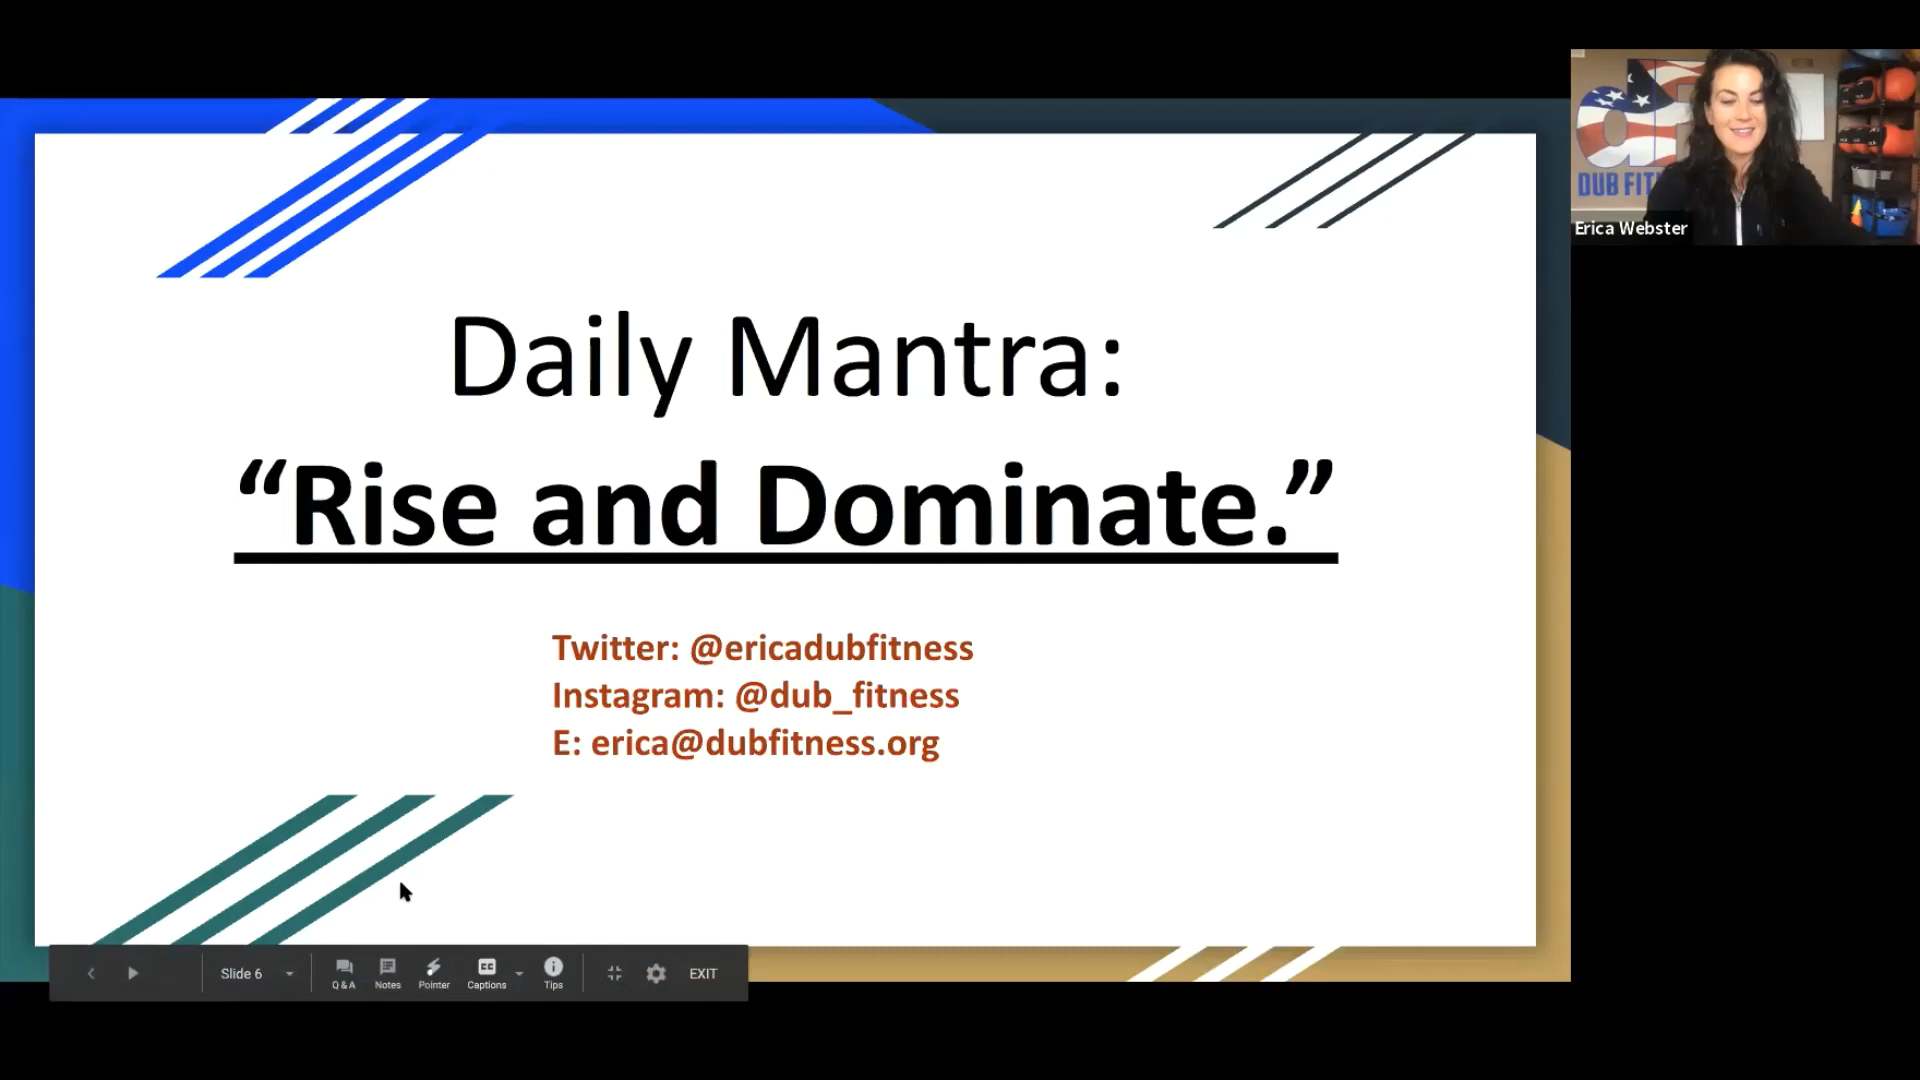 Daily Mantra:
“Rise and Dominate.”
Twitter: @ericadubfitness
Instagram: @dub_fitness
E: erica@dubfitness.org
DUB FIT
Erica Webster
Slide 6
Q & A
Notes
Pointer
CC
Captions
Tips
EXIT